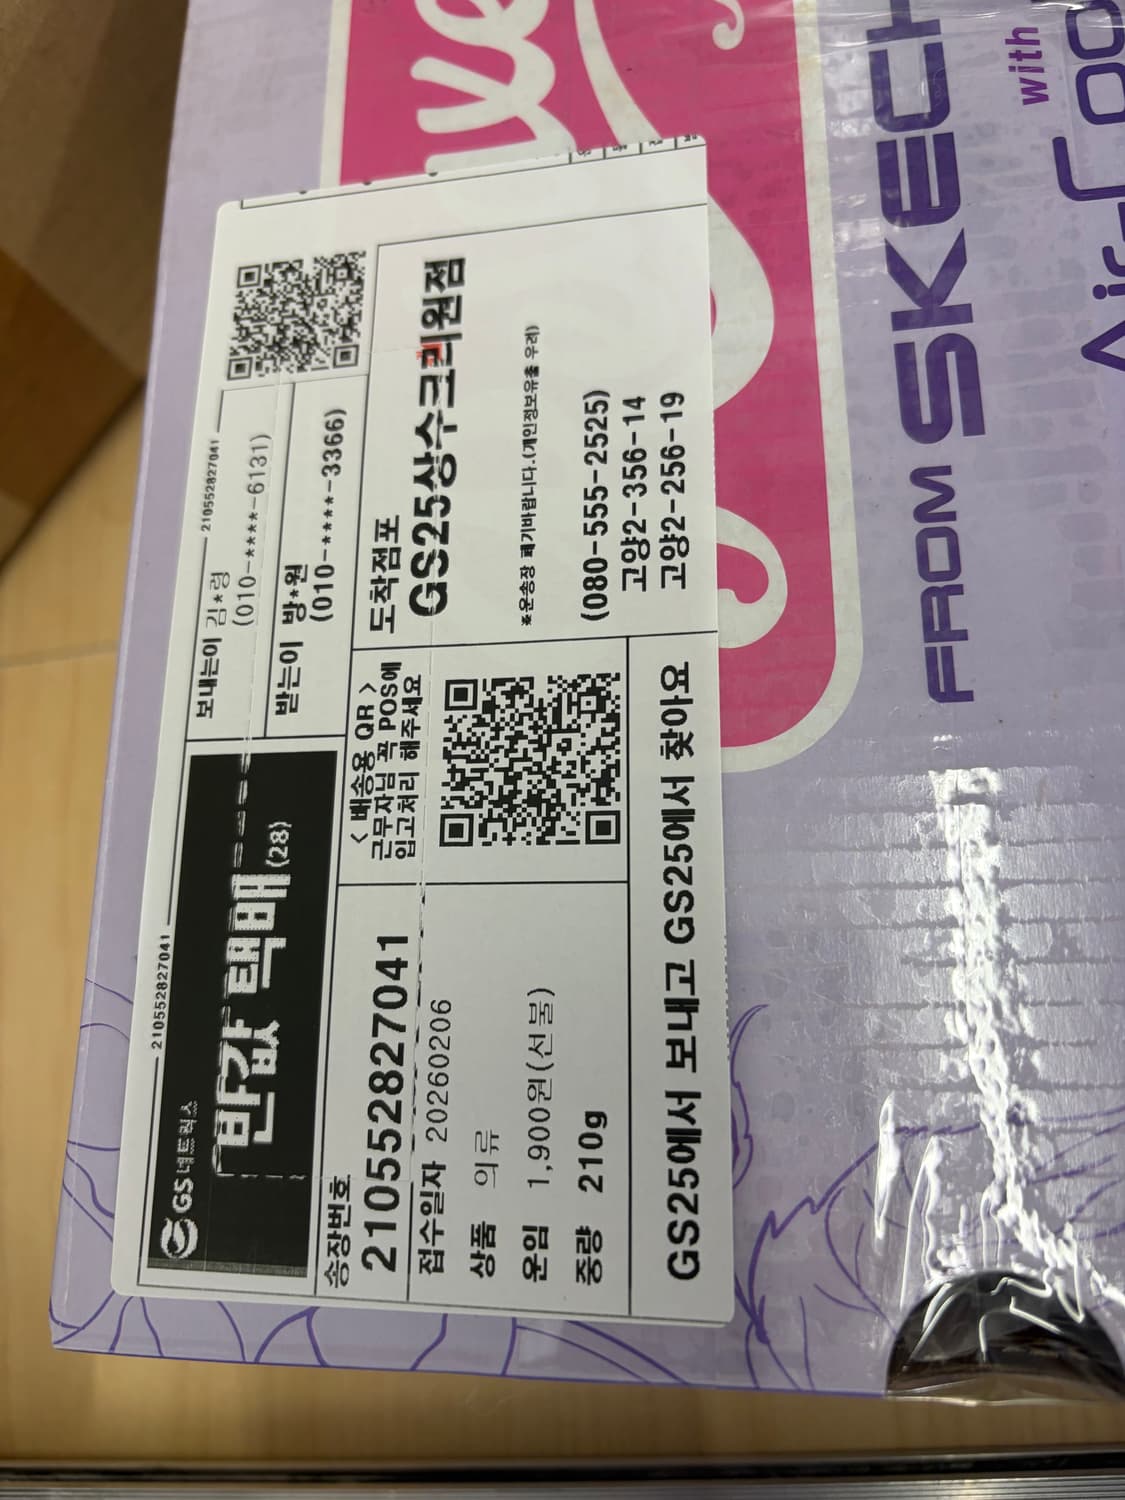 210552827041
GS네트웍스
반값 택배(28)
보내는이 김*령
(010-****-6131)
210552827041
받는이 방*원
(010-****-3366)
송장번호
210552827041
접수일자 20260206
상품 의류
운임 1,900원(선불)
중량 210g
< 배송용 QR >
근무자님 꼭 POS에
입고처리 해주세요
도착점포
GS25상수크리원점
※운송장 폐기바랍니다.(개인정보유출 우려)
(080-555-2525)
고양2-356-14
고양2-256-19
GS25에서 보내고 GS25에서 찾아요
FROM SKECH
with